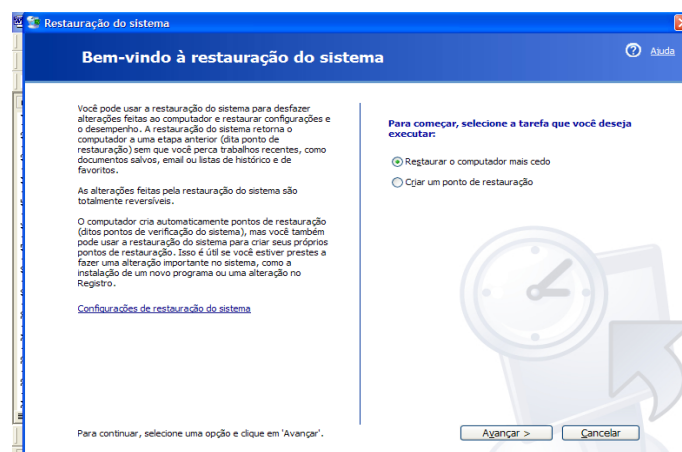 Restauração do sistema
Bem-vindo à restauração do sistema
Ajuda
Você pode usar a restauração do sistema para desfazer
alterações feitas ao computador e restaurar configurações e
o desempenho. A restauração do sistema retorna o
computador a uma etapa anterior (dita ponto de
restauração) sem que você perca trabalhos recentes, como
documentos salvos, email ou listas de histórico e de
favoritos.
As alterações feitas pela restauração do sistema são
totalmente reversíveis.
O computador cria automaticamente pontos de restauração
(ditos pontos de verificação do sistema), mas você também
pode usar a restauração do sistema para criar seus próprios
pontos de restauração. Isso é útil se você estiver prestes a
fazer uma alteração importante no sistema, como a
instalação de um novo programa ou uma alteração no
Registro.
Configurações de restauração do sistema
Para continuar, selecione uma opção e clique em 'Avançar'.
Para começar, selecione a tarefa que você deseja
executar:
Restaurar o computador mais cedo
Criar um ponto de restauração
Avançar >
Cancelar